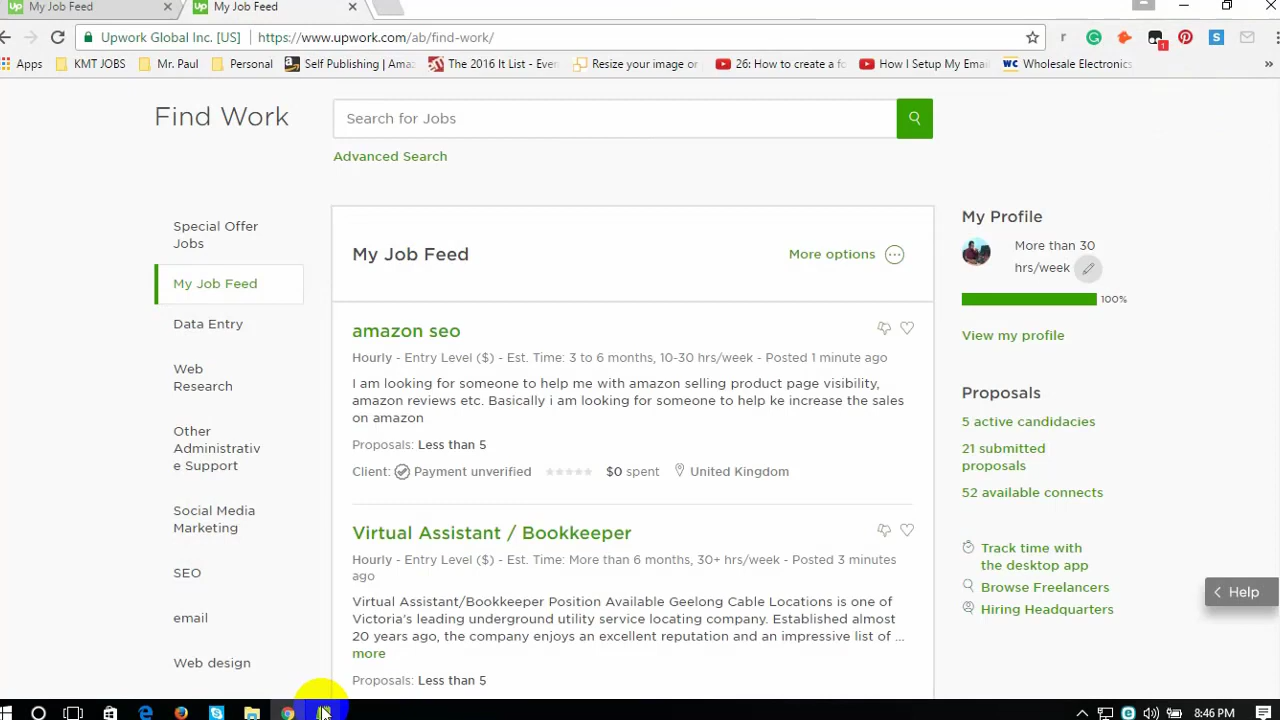 Up My Job Feed × Up My Job Feed ×
Upwork Global Inc. [US] https://www.upwork.com/ab/find-work/ r 1 S
Apps KMT JOBS Mr. Paul Personal a Self Publishing | Ama The 2016 It List - Even Resize your image or 26: How to create a fo How I Setup My Email WC Wholesale Electronics »
Find Work
Search for Jobs
Advanced Search
Special Offer
Jobs
My Job Feed
Data Entry
Web
Research
Other
Administrativ
e Support
Social Media
Marketing
SEO
email
Web design
My Job Feed
More options
amazon seo
Hourly - Entry Level ($) - Est. Time: 3 to 6 months, 10-30 hrs/week - Posted 1 minute ago
I am looking for someone to help me with amazon selling product page visibility,
amazon reviews etc. Basically i am looking for someone to help ke increase the sales
on amazon
Proposals: Less than 5
Client: Payment unverified $0 spent United Kingdom
Virtual Assistant / Bookkeeper
Hourly - Entry Level ($) - Est. Time: More than 6 months, 30+ hrs/week - Posted 3 minutes
ago
Virtual Assistant/Bookkeeper Position Available Geelong Cable Locations is one of
Victoria's leading underground utility service locating company. Established almost
20 years ago, the company enjoys an excellent reputation and an impressive list of ...
more
Proposals: Less than 5
My Profile
More than 30
hrs/week
100%
View my profile
Proposals
5 active candidacies
21 submitted
proposals
52 available connects
Track time with
the desktop app
Browse Freelancers
Hiring Headquarters
Help
8:46 PM